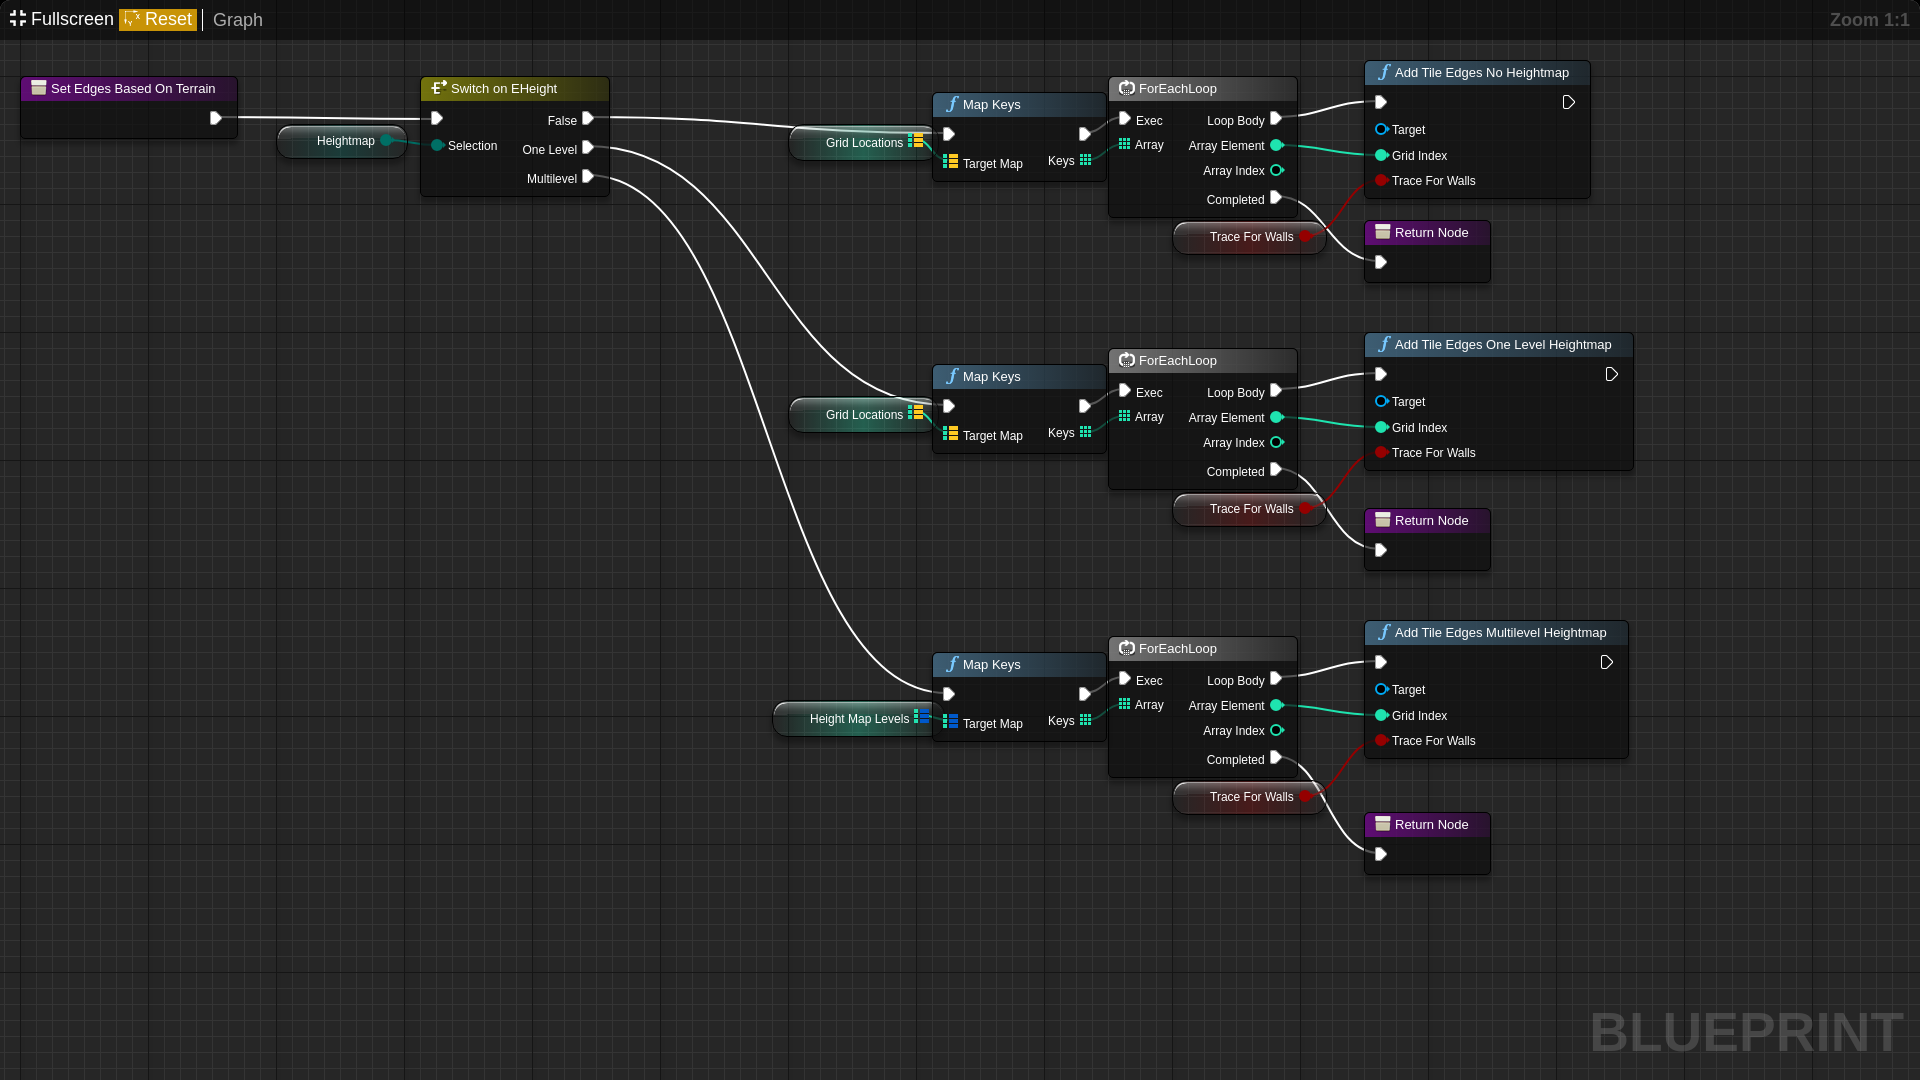 Fullscreen Reset Graph Zoom 1:1
Set Edges Based On Terrain
Heightmap
Switch on EHeight
False
Selection
One Level
Multilevel
Grid Locations
Map Keys
Target Map
Keys
ForEachLoop
Exec
Loop Body
Array
Array Element
Array Index
Completed
Trace For Walls
Add Tile Edges No Heightmap
Target
Grid Index
Trace For Walls
Return Node
Grid Locations
Map Keys
Target Map
Keys
ForEachLoop
Exec
Loop Body
Array
Array Element
Array Index
Completed
Trace For Walls
Add Tile Edges One Level Heightmap
Target
Grid Index
Trace For Walls
Return Node
Height Map Levels
Map Keys
Target Map
Keys
ForEachLoop
Exec
Loop Body
Array
Array Element
Array Index
Completed
Trace For Walls
Add Tile Edges Multilevel Heightmap
Target
Grid Index
Trace For Walls
Return Node
BLUEPRINT